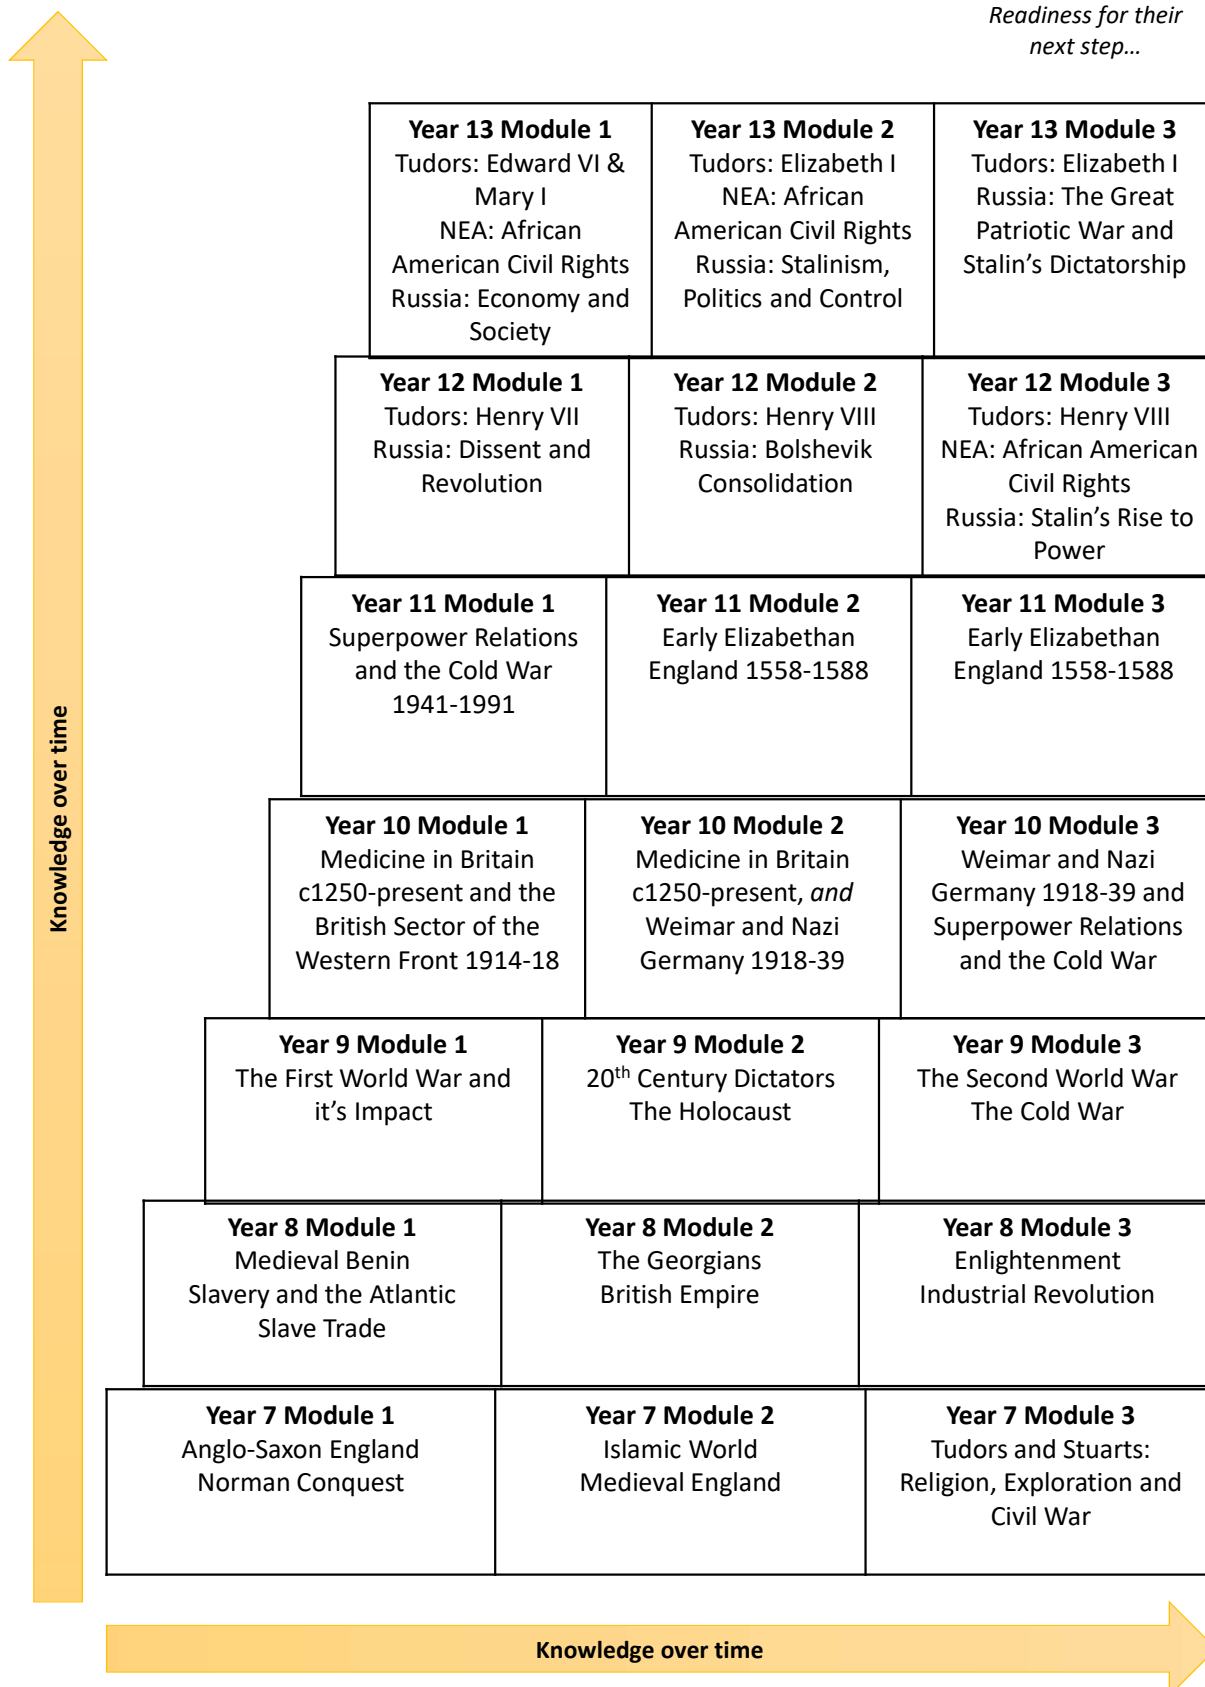 Readiness for their
next step...
Year 13 Module 1
Tudors: Edward VI &
Mary I
NEA: African
American Civil Rights
Russia: Economy and
Society
Year 13 Module 2
Tudors: Elizabeth I
NEA: African
American Civil Rights
Russia: Stalinism,
Politics and Control
Year 13 Module 3
Tudors: Elizabeth I
Russia: The Great
Patriotic War and
Stalin's Dictatorship
Year 12 Module 1
Tudors: Henry VII
Russia: Dissent and
Revolution
Year 12 Module 2
Tudors: Henry VIII
Russia: Bolshevik
Consolidation
Year 12 Module 3
Tudors: Henry VIII
NEA: African American
Civil Rights
Russia: Stalin's Rise to
Power
Year 11 Module 1
Superpower Relations
and the Cold War
1941-1991
Year 11 Module 2
Early Elizabethan
England 1558-1588
Year 11 Module 3
Early Elizabethan
England 1558-1588
Year 10 Module 1
Medicine in Britain
c1250-present and the
British Sector of the
Western Front 1914-18
Year 10 Module 2
Medicine in Britain
c1250-present, and
Weimar and Nazi
Germany 1918-39
Year 10 Module 3
Weimar and Nazi
Germany 1918-39 and
Superpower Relations
and the Cold War
Year 9 Module 1
The First World War and
it's Impact
Year 9 Module 2
20th Century Dictators
The Holocaust
Year 9 Module 3
The Second World War
The Cold War
Year 8 Module 1
Medieval Benin
Slavery and the Atlantic
Slave Trade
Year 8 Module 2
The Georgians
British Empire
Year 8 Module 3
Enlightenment
Industrial Revolution
Year 7 Module 1
Anglo-Saxon England
Norman Conquest
Year 7 Module 2
Islamic World
Medieval England
Year 7 Module 3
Tudors and Stuarts:
Religion, Exploration and
Civil War
Knowledge over time
Knowledge over time